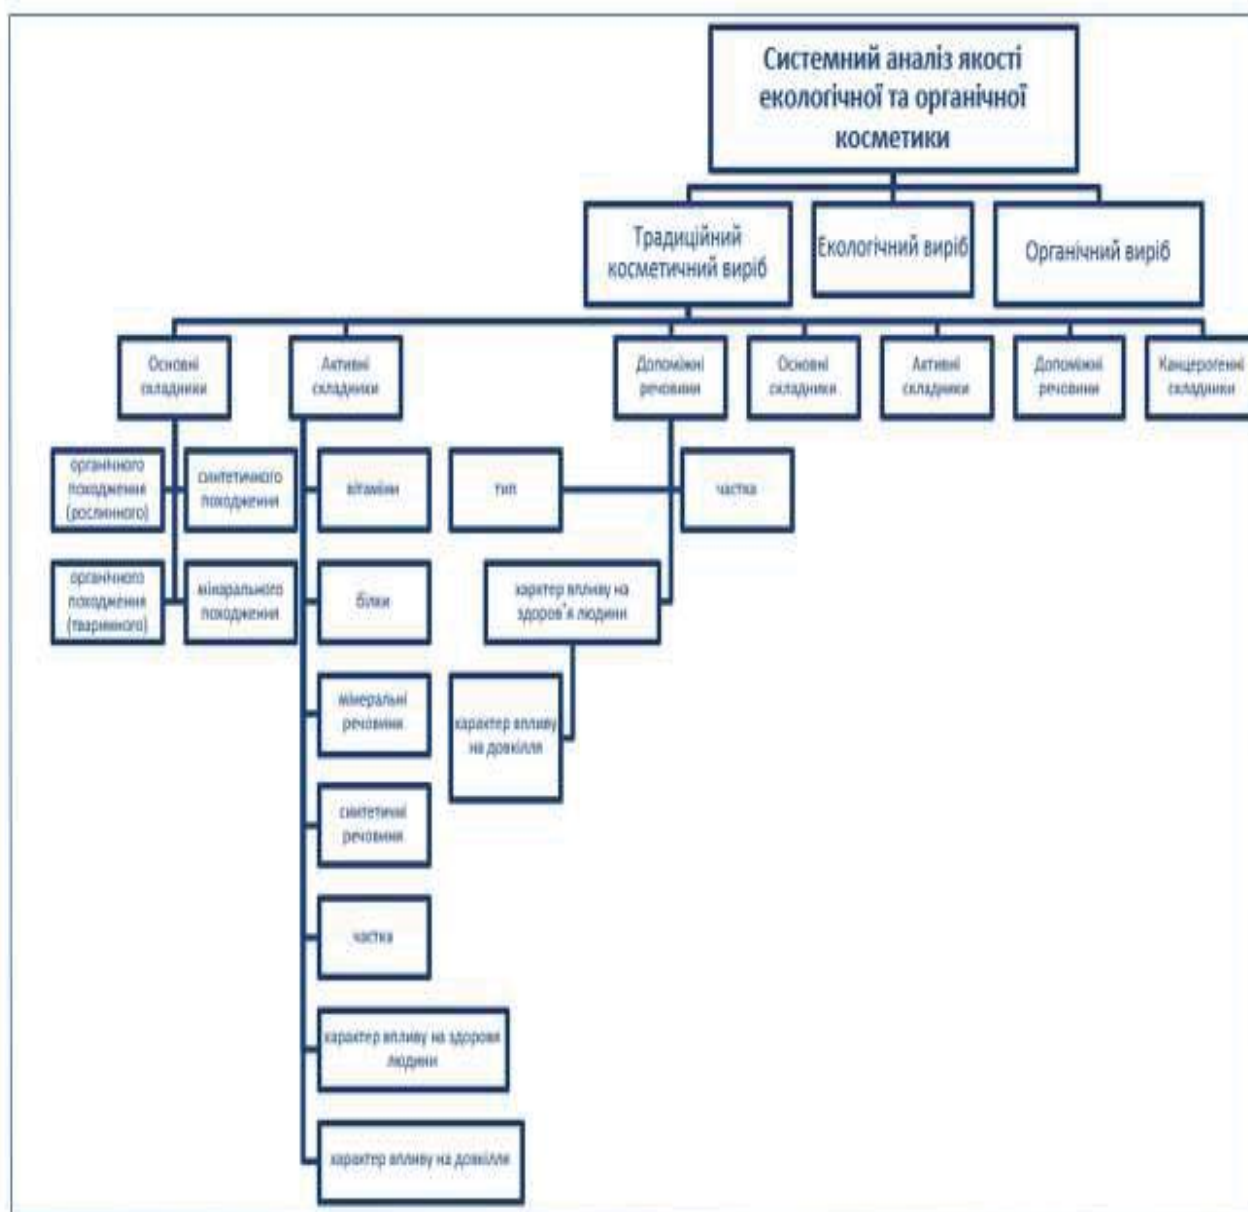 Системний аналіз якості
екологічної та органічної
косметики
Традиційний
косметичний виріб
Екологічний виріб
Органічний виріб
Основні
складники
Активні
складники
Допоміжні
речовини
Основні
складники
Активні
складники
Допоміжні
речовини
Канцерогенні
складники
органічного
походження
(рослинного)
синтетичного
походження
вітаміни
тип
частка
органічного
походження
(тваринного)
мінарального
походження
білки
характер впливу на
здоров'я людини
мінеральні
речовини
характер впливу
на довкілля
синтетичні
речовини
частка
характер впливу на здоровя
людини
характер впливу на довкілля